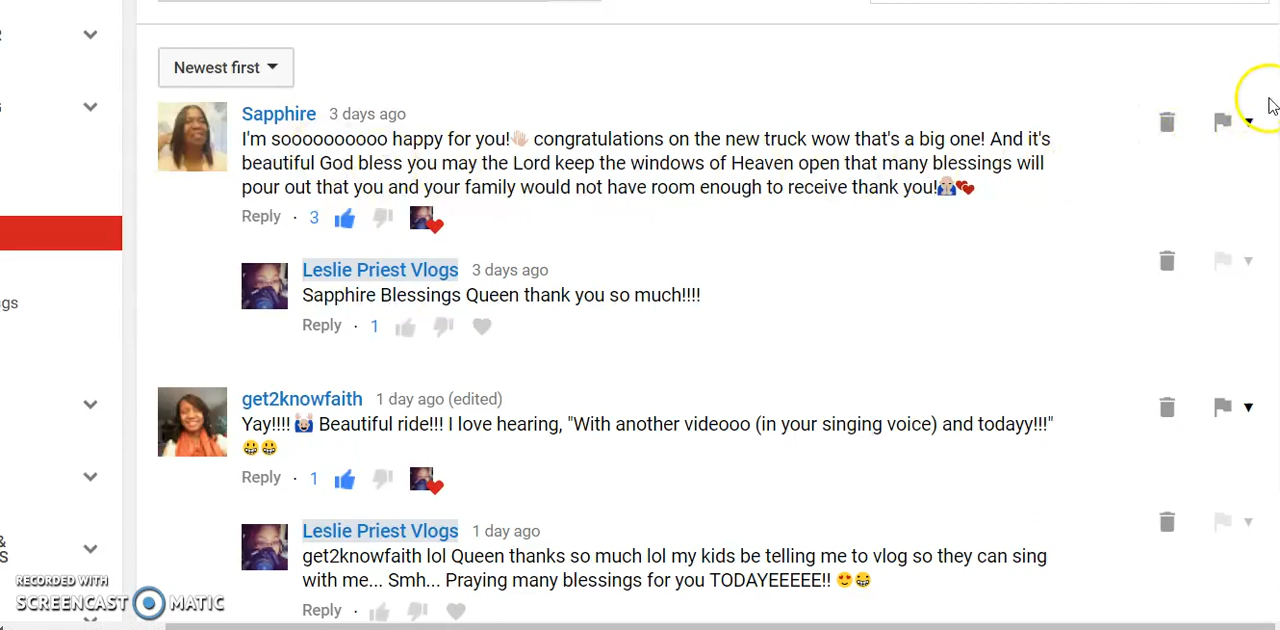 Newest first
Sapphire 3 days ago
I'm soooooooooo happy for you!👋🏻 congratulations on the new truck wow that's a big one! And it's
beautiful God bless you may the Lord keep the windows of Heaven open that many blessings will
pour out that you and your family would not have room enough to receive thank you!
Reply · 3
Leslie Priest Vlogs 3 days ago
Sapphire Blessings Queen thank you so much!!!!
gs
Reply · 1
get2knowfaith 1 day ago (edited)
Yay!!!! Beautiful ride!!! I love hearing, "With another videooo (in your singing voice) and todayy!!!"
Reply · 1
Leslie Priest Vlogs 1 day ago
get2knowfaith lol Queen thanks so much lol my kids be telling me to vlog so they can sing
with me... Smh... Praying many blessings for you TODAYEEEEE!! 😍😂
&
S
Reply ·
RECORDED WITH
SCREENCAST MATIC